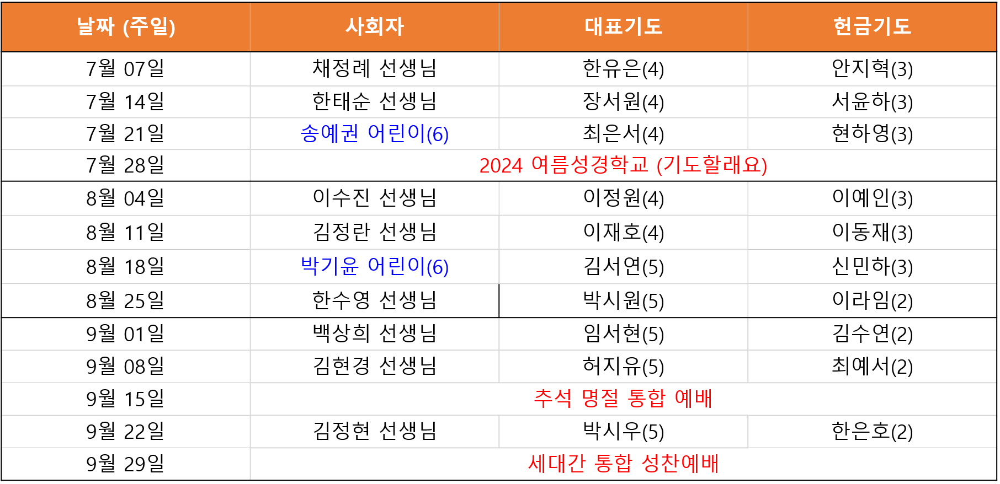 날짜 (주일) 사회자 대표기도 헌금기도
7월 07일 채정례 선생님 한유은(4) 안지혁(3)
7월 14일 한태순 선생님 장서원(4) 서윤하(3)
7월 21일 송예권 어린이(6) 최은서(4) 현하영(3)
7월 28일 2024 여름성경학교 (기도할래요)
8월 04일 이수진 선생님 이정원(4) 이예인(3)
8월 11일 김정란 선생님 이재호(4) 이동재(3)
8월 18일 박기윤 어린이(6) 김서연(5) 신민하(3)
8월 25일 한수영 선생님 박시원(5) 이라임(2)
9월 01일 백상희 선생님 임서현(5) 김수연(2)
9월 08일 김현경 선생님 허지유(5) 최예서(2)
9월 15일 추석 명절 통합 예배
9월 22일 김정현 선생님 박시우(5) 한은호(2)
9월 29일 세대간 통합 성찬예배